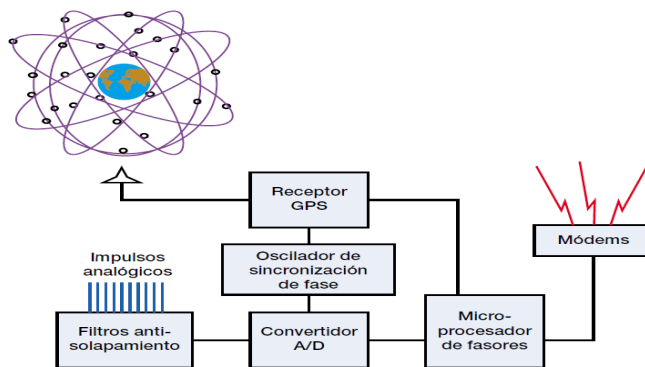 Receptor
GPS
Módems
Impulsos
analógicos
Oscilador de
sincronización
de fase
Filtros anti-
solapamiento
Convertidor
A/D
Micro-
procesador
de fasores